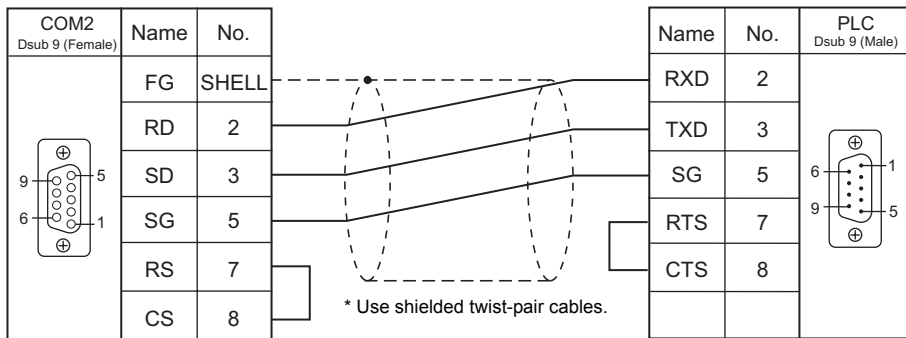 COM2
Dsub 9 (Female)
Name No.
FG SHELL
RD 2
SD 3
SG 5
RS 7
CS 8
9
6
5
1
* Use shielded twist-pair cables.
Name No.
RXD 2
TXD 3
SG 5
RTS 7
CTS 8
PLC
Dsub 9 (Male)
6
9
1
5